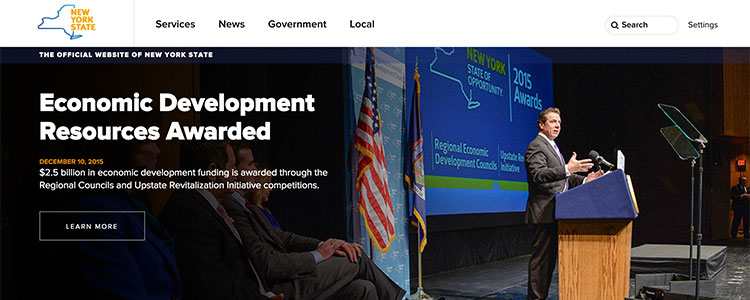 NEW
YORK
STATE
Services
News
Government
Local
Search
Settings
THE OFFICIAL WEBSITE OF NEW YORK STATE
Economic Development
Resources Awarded
DECEMBER 10, 2015
$2.5 billion in economic development funding is awarded through the
Regional Councils and Upstate Revitalization Initiative competitions.
LEARN MORE
NEW YORK
STATE OF
OPPORTUNITY.
2015
Awards
Regional Economic
Development Councils
Upstate Revitalization
Initiative